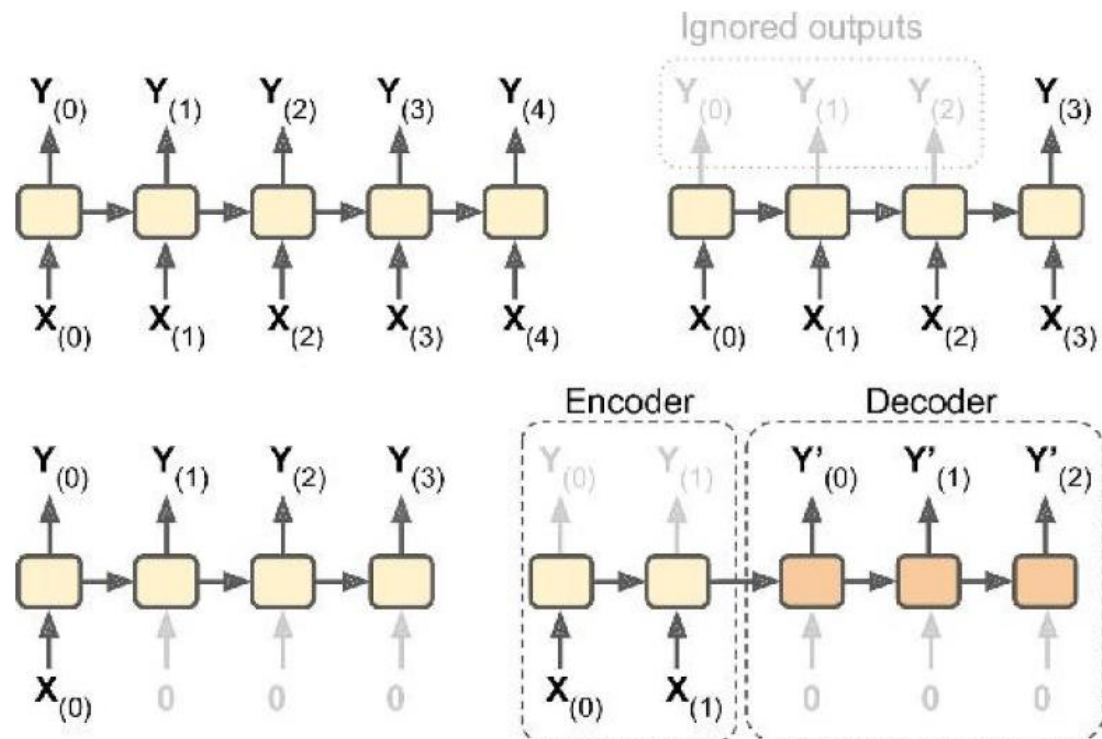 Ignored outputs
Y(0) Y(1) Y(2) Y(3) Y(4)
Y(0) Y(1) Y(2) Y(3)
X(0) X(1) X(2) X(3) X(4)
X(0) X(1) X(2) X(3)
Encoder
Decoder
Y(0) Y(1) Y(2) Y(3)
Y(0) Y(1)
Y'(0) Y'(1) Y'(2)
X(0) 0 0 0
X(0) X(1)
0 0 0